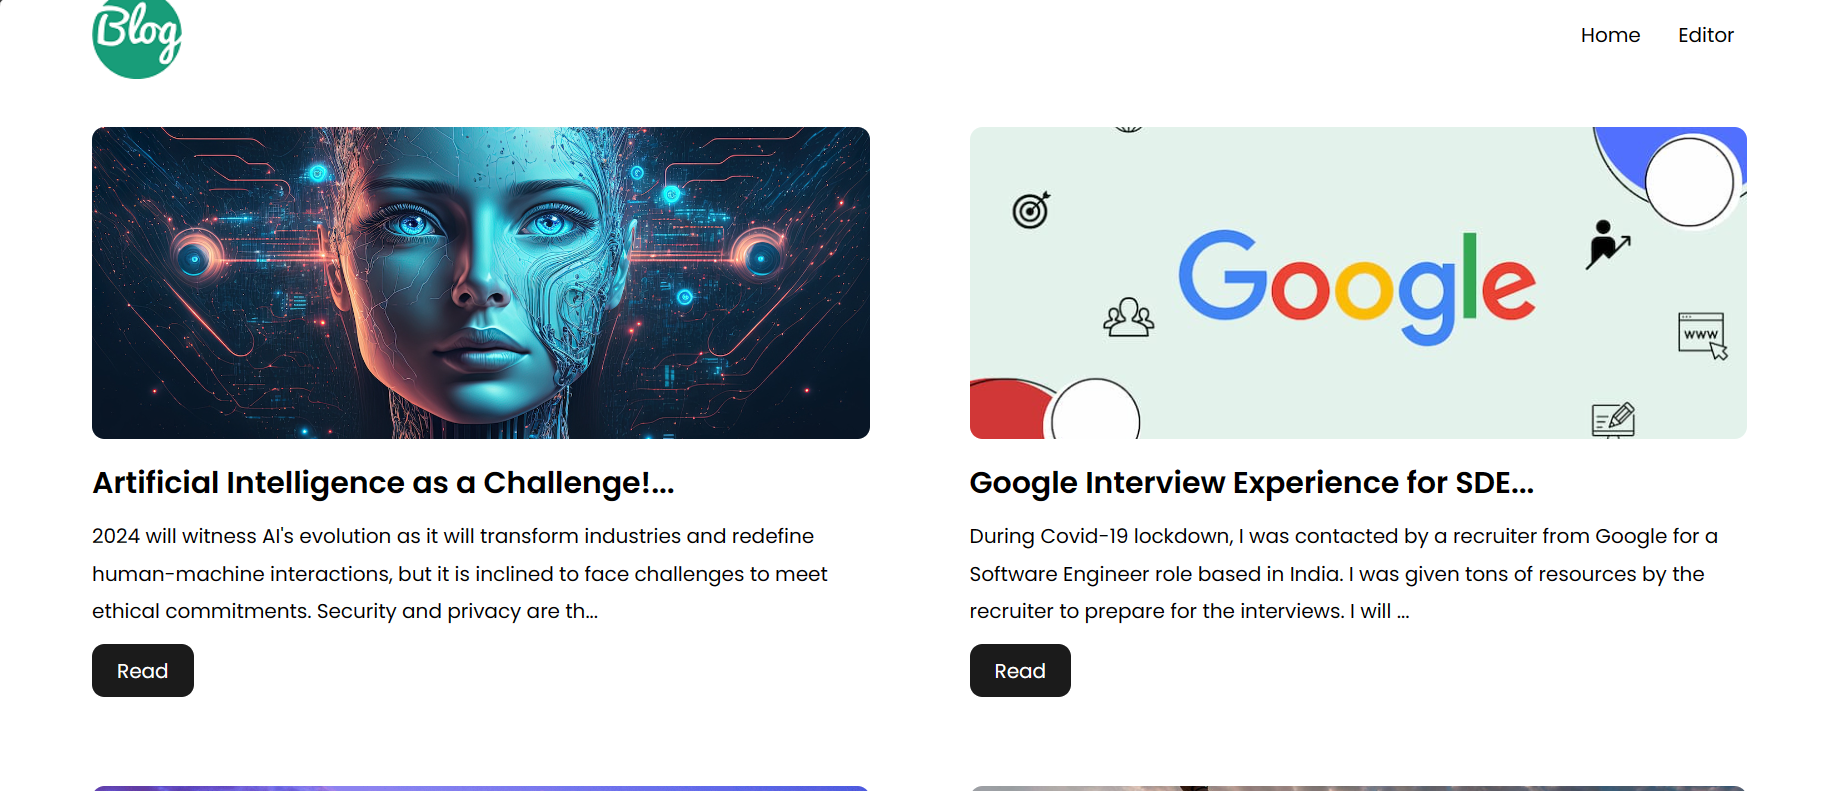 Blog
Home Editor
Google
www
Artificial Intelligence as a Challenge!...
2024 will witness AI's evolution as it will transform industries and redefine
human-machine interactions, but it is inclined to face challenges to meet
ethical commitments. Security and privacy are th...
Read
Google Interview Experience for SDE...
During Covid-19 lockdown, I was contacted by a recruiter from Google for a
Software Engineer role based in India. I was given tons of resources by the
recruiter to prepare for the interviews. I will ...
Read